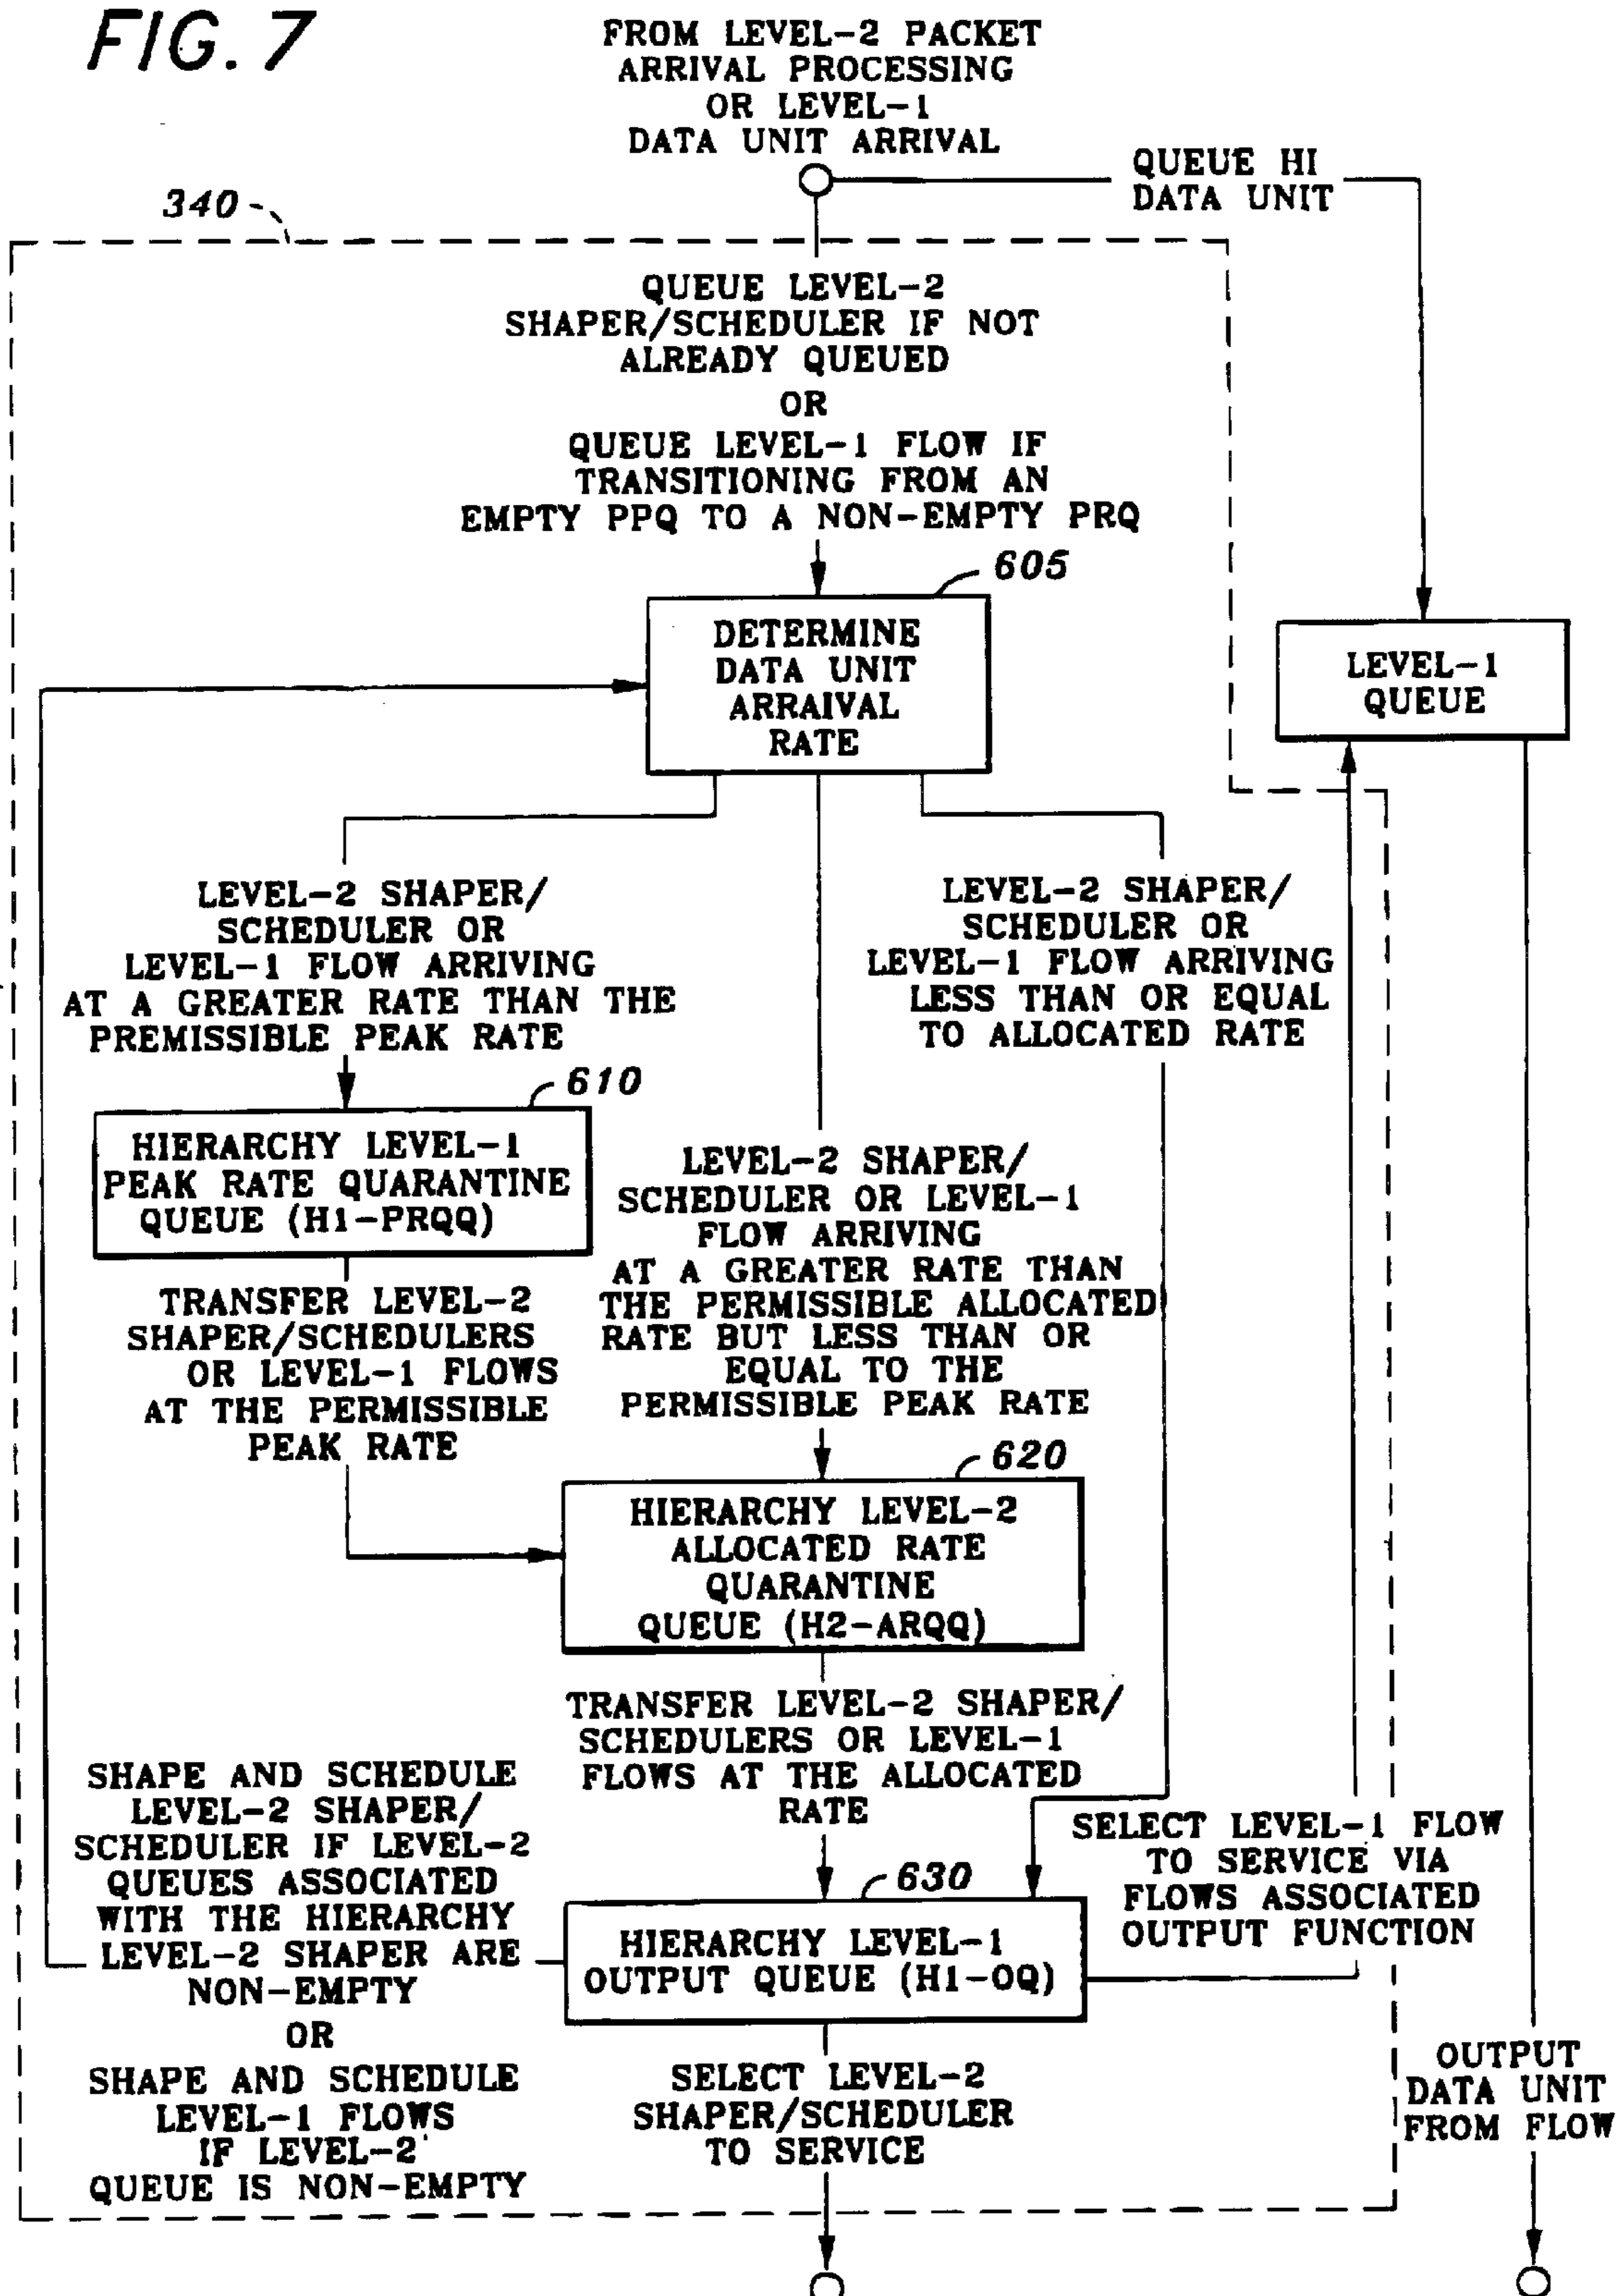 FIG. 7
FROM LEVEL-2 PACKET
ARRIVAL PROCESSING
OR LEVEL-1
DATA UNIT ARRIVAL
QUEUE HI
DATA UNIT
340
QUEUE LEVEL-2
SHAPER/SCHEDULER IF NOT
ALREADY QUEUED
OR
QUEUE LEVEL-1 FLOW IF
TRANSITIONING FROM AN
EMPTY PPQ TO A NON-EMPTY PRQ
605
DETERMINE
DATA UNIT
ARRAIVAL
RATE
LEVEL-1
QUEUE
LEVEL-2 SHAPER/
SCHEDULER OR
LEVEL-1 FLOW ARRIVING
AT A GREATER RATE THAN THE
PREMISSIBLE PEAK RATE
LEVEL-2 SHAPER/
SCHEDULER OR
LEVEL-1 FLOW ARRIVING
LESS THAN OR EQUAL
TO ALLOCATED RATE
610
HIERARCHY LEVEL-1
PEAK RATE QUARANTINE
QUEUE (H1-PRQQ)
LEVEL-2 SHAPER/
SCHEDULER OR LEVEL-1
FLOW ARRIVING
AT A GREATER RATE THAN
THE PERMISSIBLE ALLOCATED
RATE BUT LESS THAN OR
EQUAL TO THE
PERMISSIBLE PEAK RATE
TRANSFER LEVEL-2
SHAPER/SCHEDULERS
OR LEVEL-1 FLOWS
AT THE PERMISSIBLE
PEAK RATE
620
HIERARCHY LEVEL-2
ALLOCATED RATE
QUARANTINE
QUEUE (H2-ARQQ)
TRANSFER LEVEL-2 SHAPER/
SCHEDULERS OR LEVEL-1
FLOWS AT THE ALLOCATED
RATE
SHAPE AND SCHEDULE
LEVEL-2 SHAPER/
SCHEDULER IF LEVEL-2
QUEUES ASSOCIATED
WITH THE HIERARCHY
LEVEL-2 SHAPER ARE
NON-EMPTY
OR
SHAPE AND SCHEDULE
LEVEL-1 FLOWS
IF LEVEL-2
QUEUE IS NON-EMPTY
630
HIERARCHY LEVEL-1
OUTPUT QUEUE (H1-OQ)
SELECT LEVEL-1 FLOW
TO SERVICE VIA
FLOWS ASSOCIATED
OUTPUT FUNCTION
SELECT LEVEL-2
SHAPER/SCHEDULER
TO SERVICE
OUTPUT
DATA UNIT
FROM FLOW